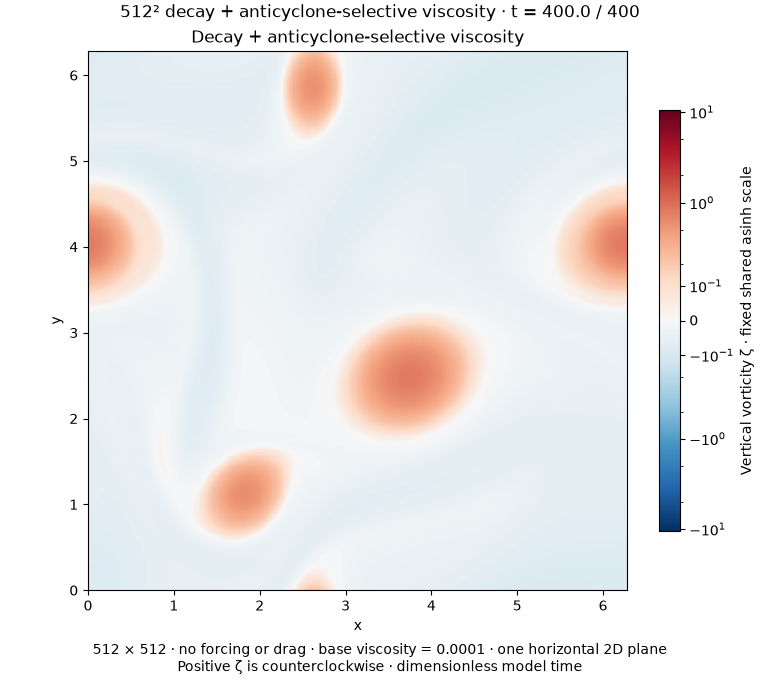 512² decay + anticyclone-selective viscosity · t = 400.0 / 400
Decay + anticyclone-selective viscosity
6
5
4
3
2
1
0
y
0 1 2 3 4 5 6
x
10¹
10⁰
10⁻¹
0
−10⁻¹
−10⁰
−10¹
Vertical vorticity ζ · fixed shared asinh scale
512 × 512 · no forcing or drag · base viscosity = 0.0001 · one horizontal 2D plane
Positive ζ is counterclockwise · dimensionless model time